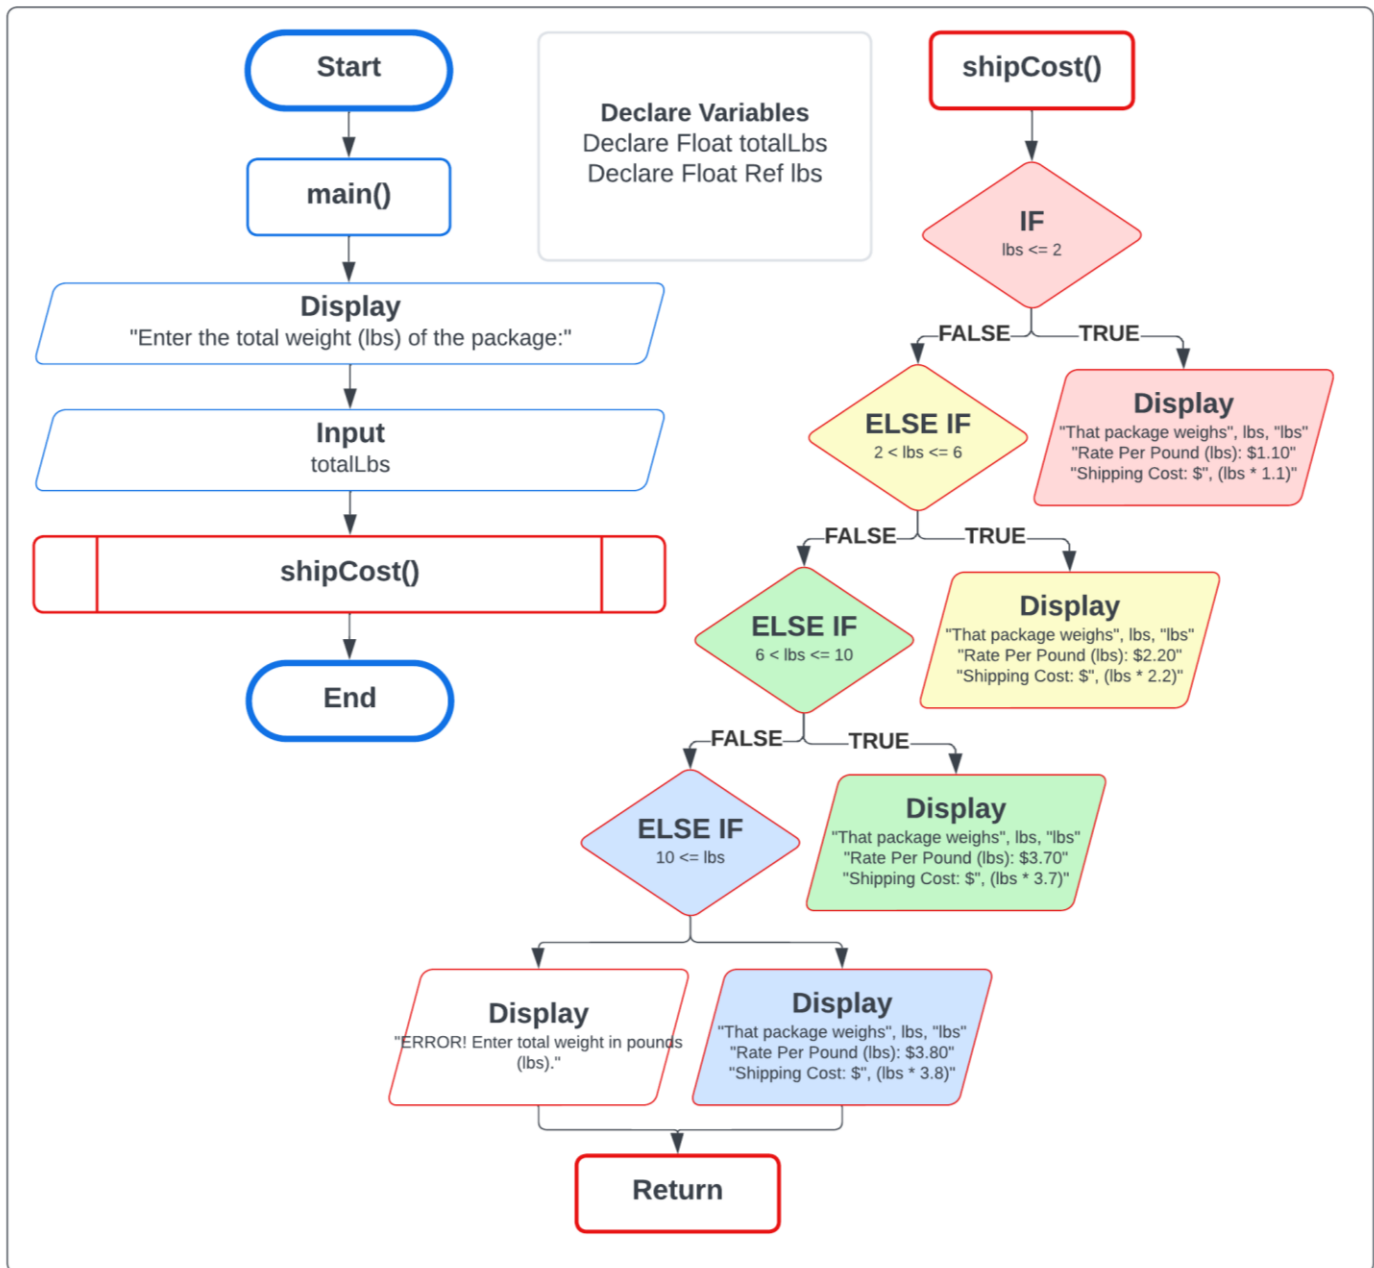 Start
main()
Display
"Enter the total weight (lbs) of the package:"
Input
totalLbs
shipCost()
End
Declare Variables
Declare Float totalLbs
Declare Float Ref lbs
shipCost()
IF
lbs <= 2
FALSE
TRUE
Display
"That package weighs", lbs, "lbs"
"Rate Per Pound (lbs): $1.10"
"Shipping Cost: $", (lbs * 1.1)"
ELSE IF
2 < lbs <= 6
FALSE
TRUE
Display
"That package weighs", lbs, "lbs"
"Rate Per Pound (lbs): $2.20"
"Shipping Cost: $", (lbs * 2.2)"
ELSE IF
6 < lbs <= 10
FALSE
TRUE
Display
"That package weighs", lbs, "lbs"
"Rate Per Pound (lbs): $3.70"
"Shipping Cost: $", (lbs * 3.7)"
ELSE IF
10 <= lbs
Display
"ERROR! Enter total weight in pounds
(lbs)."
Display
"That package weighs", lbs, "lbs"
"Rate Per Pound (lbs): $3.80"
"Shipping Cost: $", (lbs * 3.8)"
Return